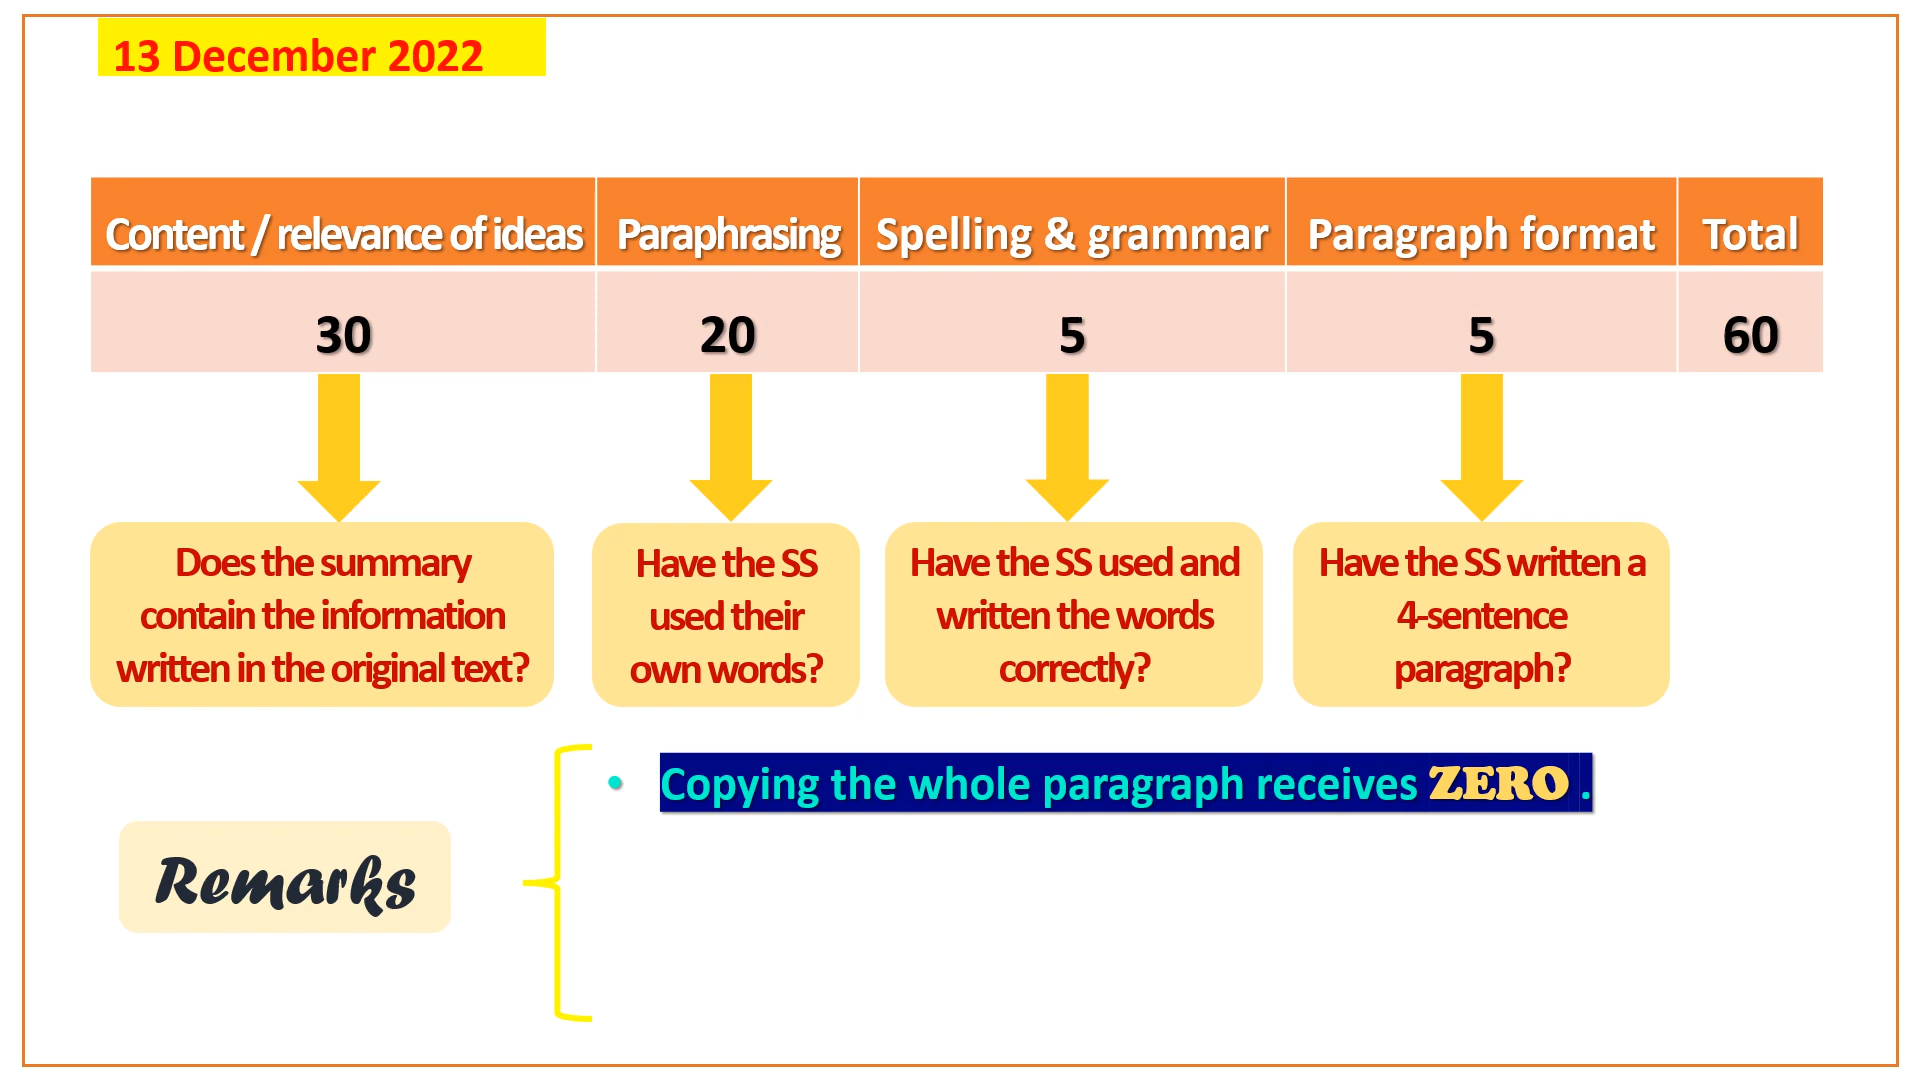 13 December 2022
Content / relevance of ideas Paraphrasing Spelling & grammar Paragraph format Total
30 20 5 5 60
Does the summary
contain the information
written in the original text?
Have the SS
used their
own words?
Have the SS used and
written the words
correctly?
Have the SS written a
4-sentence
paragraph?
Remarks
• Copying the whole paragraph receives ZERO .